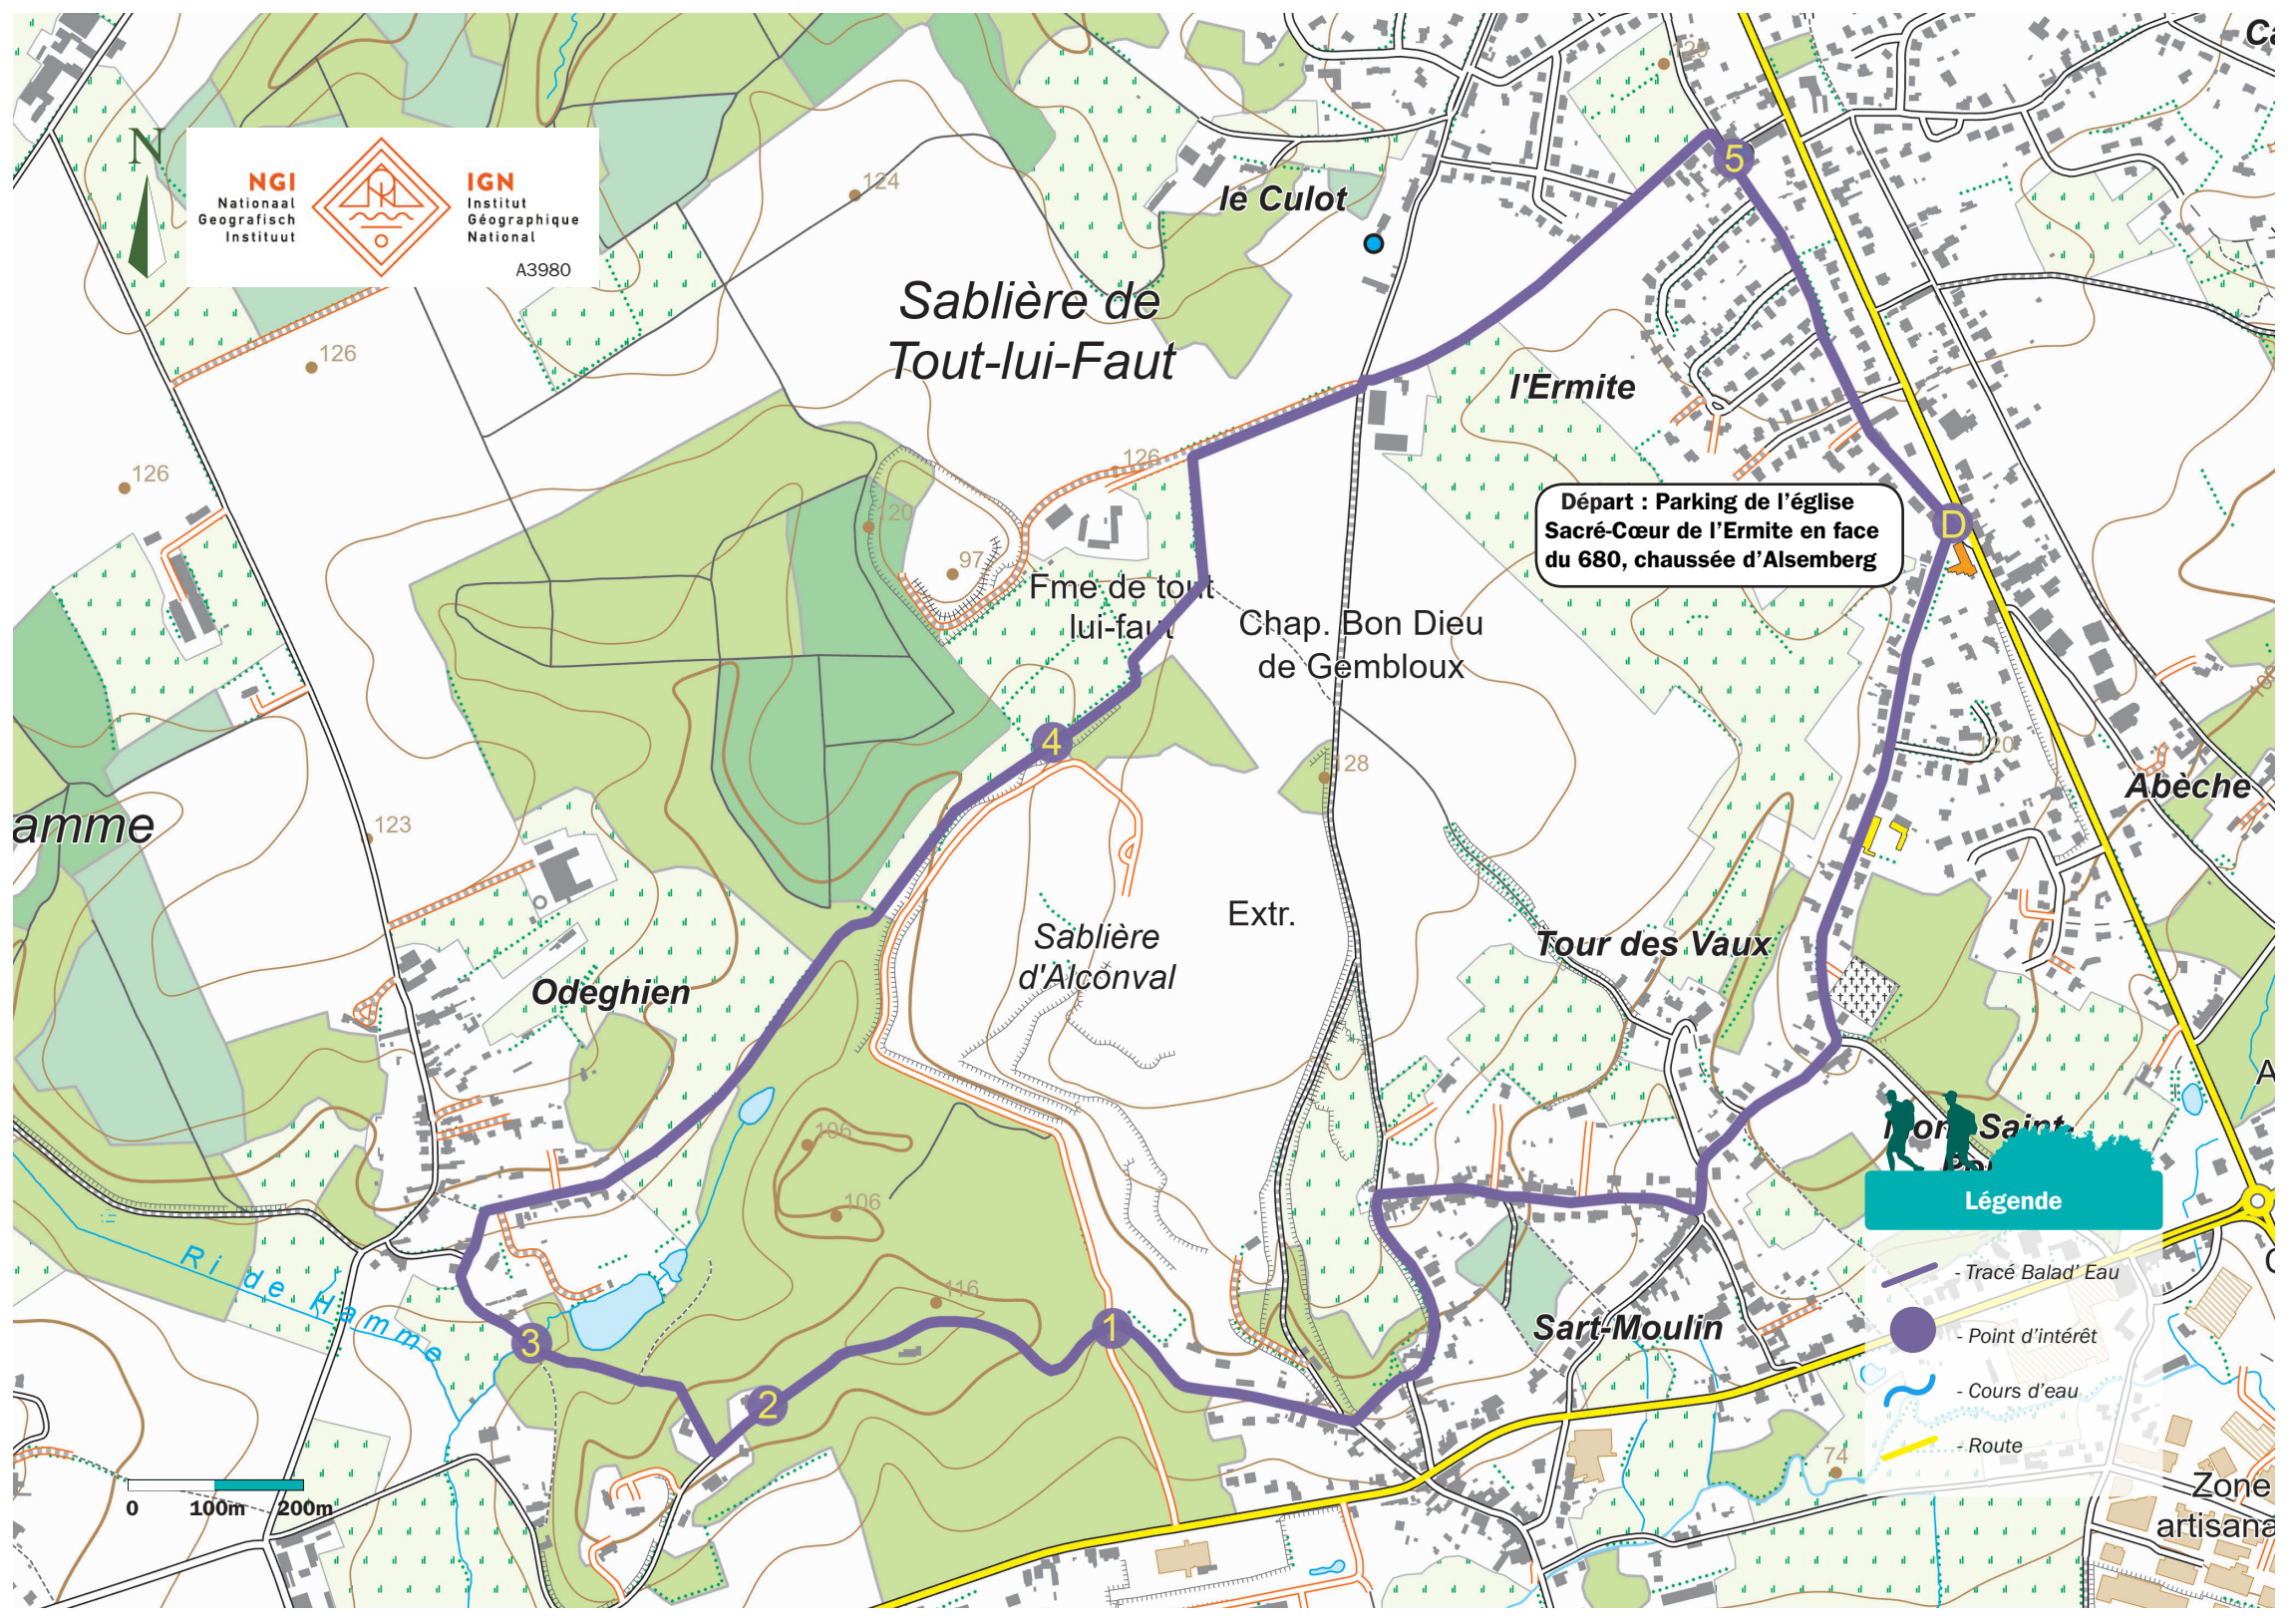 129
Ca
N
NGI
Nationaal
Geografisch
Instituut
IGN
Institut
Géographique
National
A3980
124
le Culot
5
Sablière de
Tout-lui-Faut
126
l'Ermite
126
126
Départ : Parking de l'église
Sacré-Cœur de l'Ermite en face
du 680, chaussée d'Alsemberg
D
120
97
Fme de tout
lui-faut
Chap. Bon Dieu
de Gembloux
4
128
120
Abèche
amme
123
Extr.
Sablière
d'Alconval
Tour des Vaux
Odeghien
A
106
106
Mont-Saint-
Légende
Ri de Hamme
116
1
3
2
Sart-Moulin
- Tracé Balad' Eau
- Point d'intérêt
- Cours d'eau
- Route
74
0 100m 200m
Zone
artisana